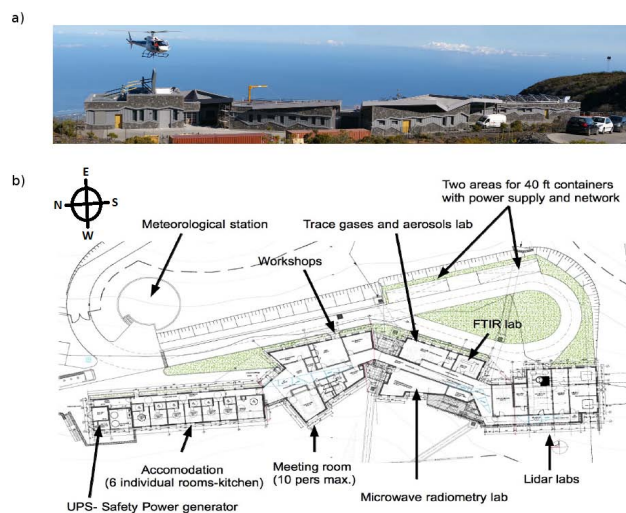 a)
b)
E
N S
W
Two areas for 40 ft containers
with power supply and network
Meteorological station
Trace gases and aerosols lab
Workshops
FTIR lab
Accomodation
(6 individual rooms-kitchen)
Meeting room
(10 pers max.)
Lidar labs
Microwave radiometry lab
UPS- Safety Power generator